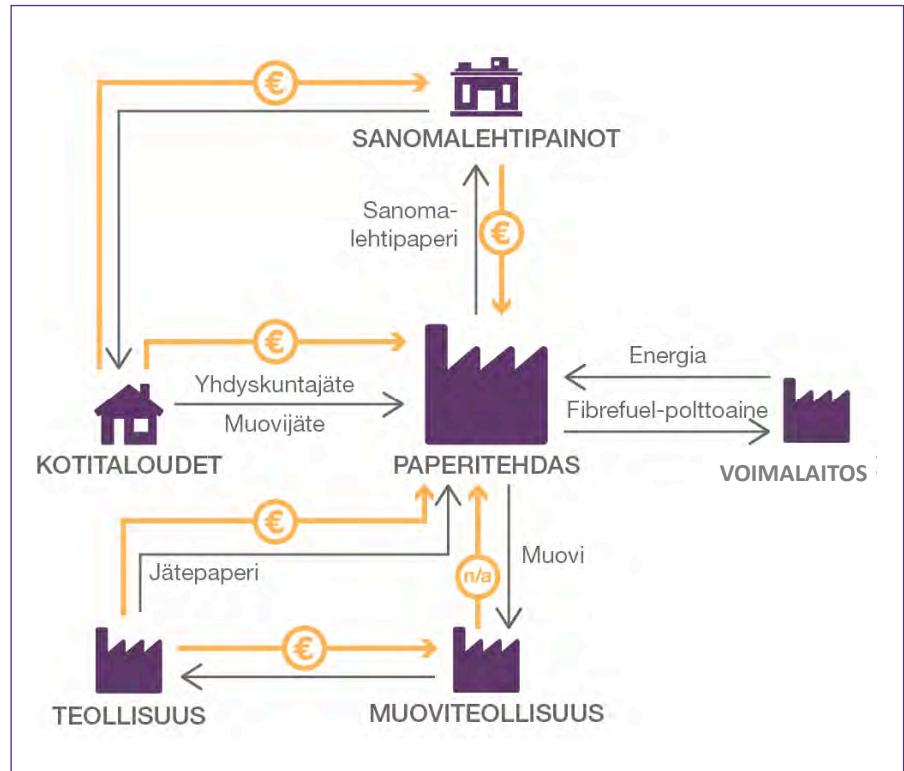 €
SANOMALEHTIPAINOT
Sanoma-
lehtipaperi
€
€
Yhdyskuntajäte
Muovijäte
Energia
Fibrefuel-polttoaine
KOTITALOUDET
PAPERITEHDAS
VOIMALAITOS
€
Jätepaperi
n/a
Muovi
€
TEOLLISUUS
MUOVITEOLLISUUS